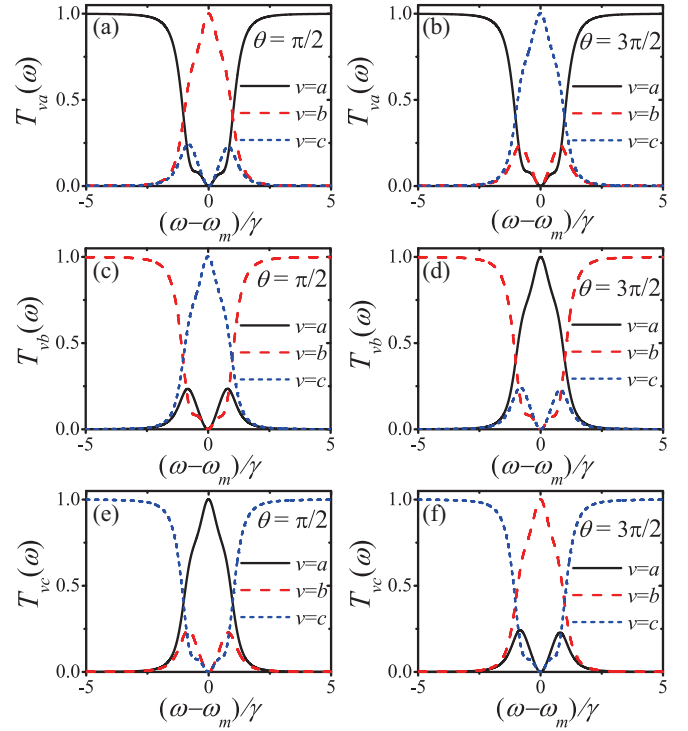 (a)
θ = π/2
T_va(ω)
1.0
0.5
0.0
v=a
v=b
v=c
-5
0
5
(ω−ω_m)/γ
(b)
θ = 3π/2
T_va(ω)
1.0
0.5
0.0
v=a
v=b
v=c
-5
0
5
(ω−ω_m)/γ
(c)
θ = π/2
T_vb(ω)
1.0
0.5
0.0
v=a
v=b
v=c
-5
0
5
(ω−ω_m)/γ
(d)
θ = 3π/2
T_vb(ω)
1.0
0.5
0.0
v=a
v=b
v=c
-5
0
5
(ω−ω_m)/γ
(e)
θ = π/2
T_vc(ω)
1.0
0.5
0.0
v=a
v=b
v=c
-5
0
5
(ω−ω_m)/γ
(f)
θ = 3π/2
T_vc(ω)
1.0
0.5
0.0
v=a
v=b
v=c
-5
0
5
(ω−ω_m)/γ